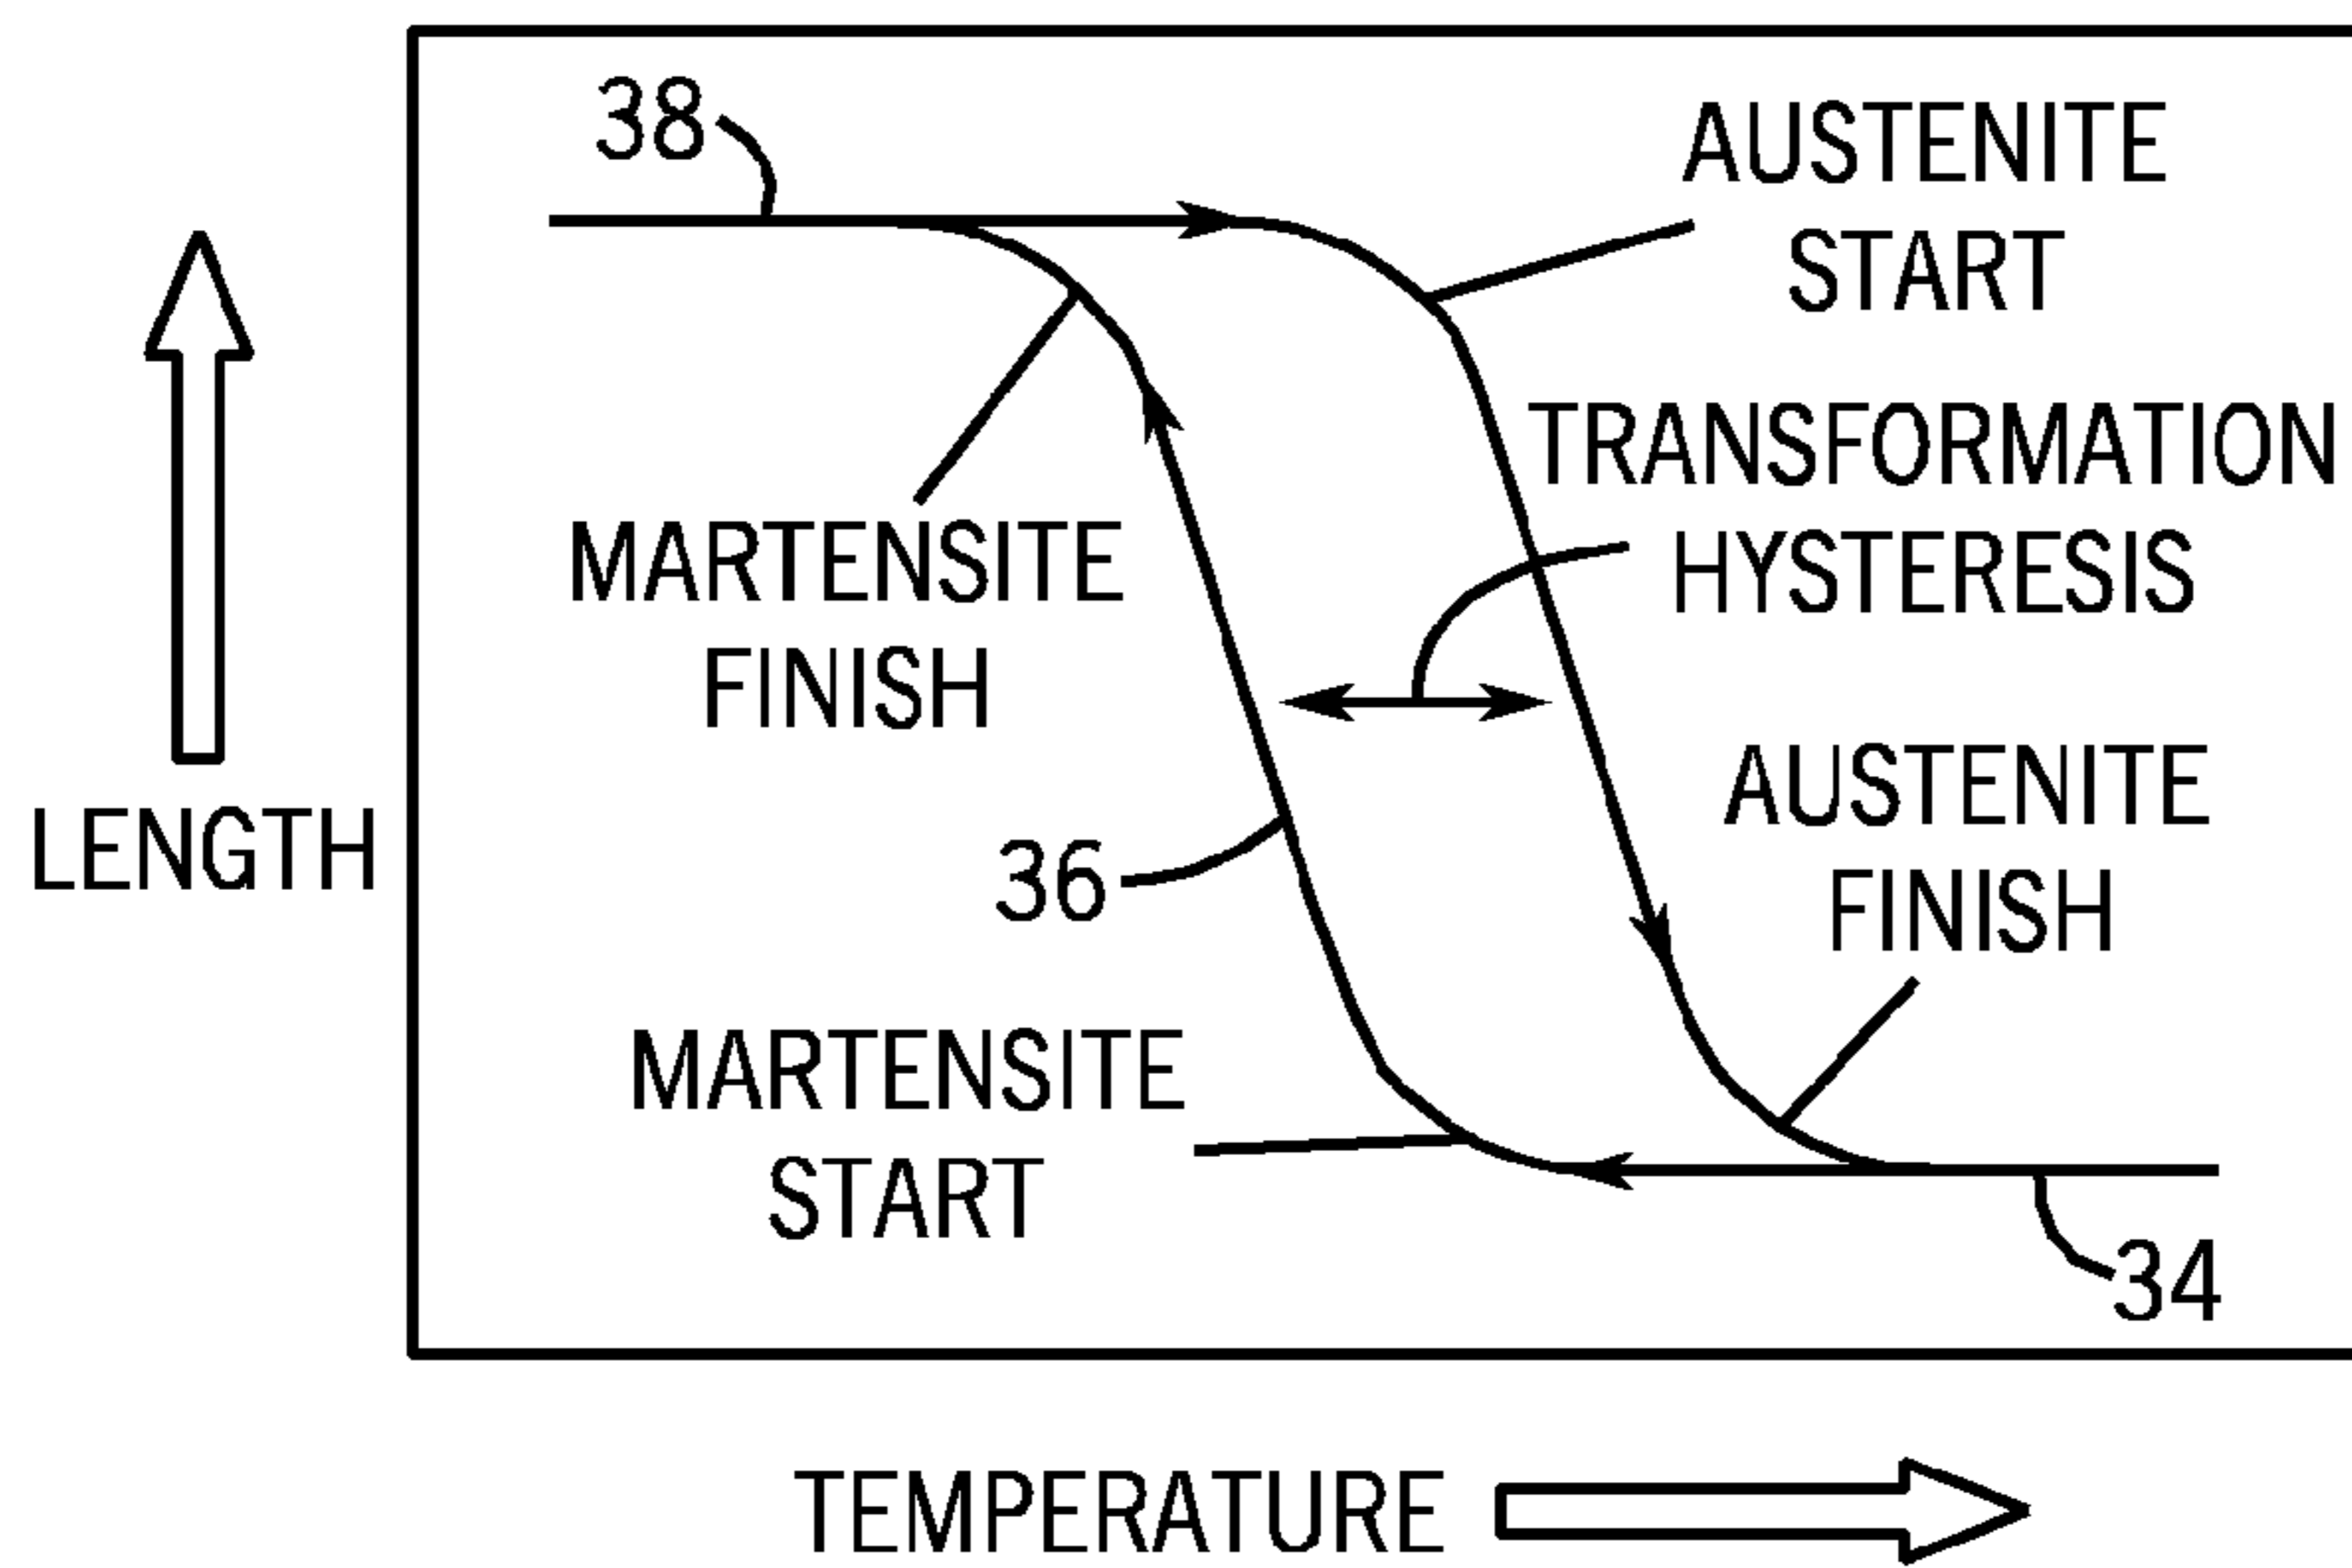 38
AUSTENITE
START
TRANSFORMATION
HYSTERESIS
MARTENSITE
FINISH
LENGTH
36
AUSTENITE
FINISH
MARTENSITE
START
34
TEMPERATURE